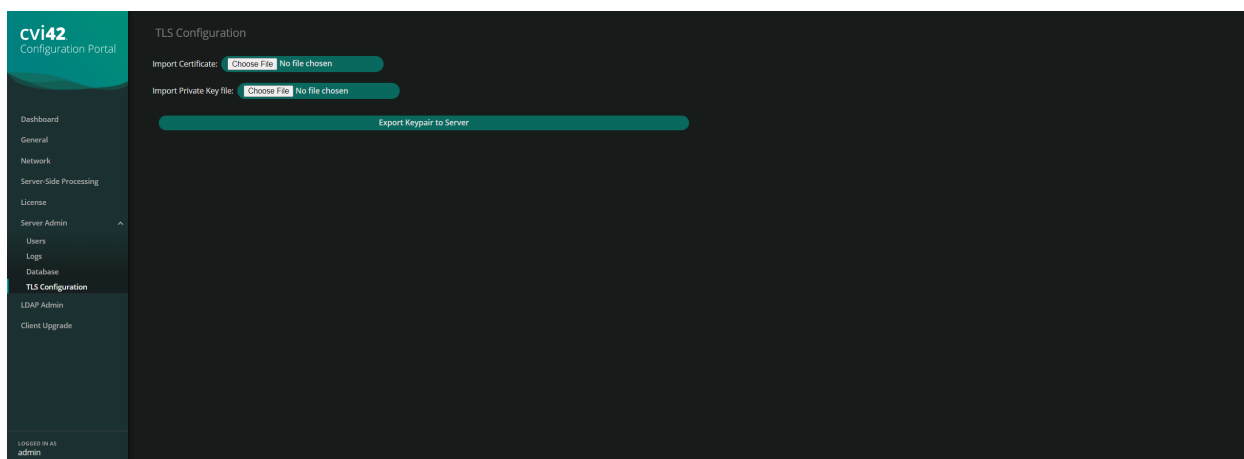 cvi42
Configuration Portal
Dashboard
General
Network
Server-Side Processing
License
Server Admin
Users
Logs
Database
TLS Configuration
LDAP Admin
Client Upgrade
LOGGED IN AS
admin
TLS Configuration
Import Certificate: Choose File No file chosen
Import Private Key file: Choose File No file chosen
Export Keypair to Server